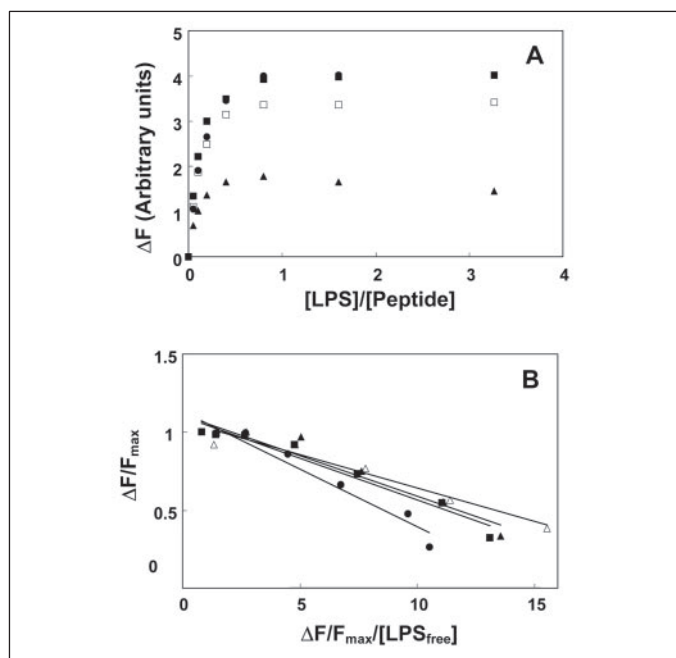 A
5
4
3
2
1
0
ΔF (Arbitrary units)
0 1 2 3 4
[LPS]/[Peptide]
B
1.5
1
0.5
0
ΔF/Fmax
0 5 10 15
ΔF/Fmax/[LPSfree]